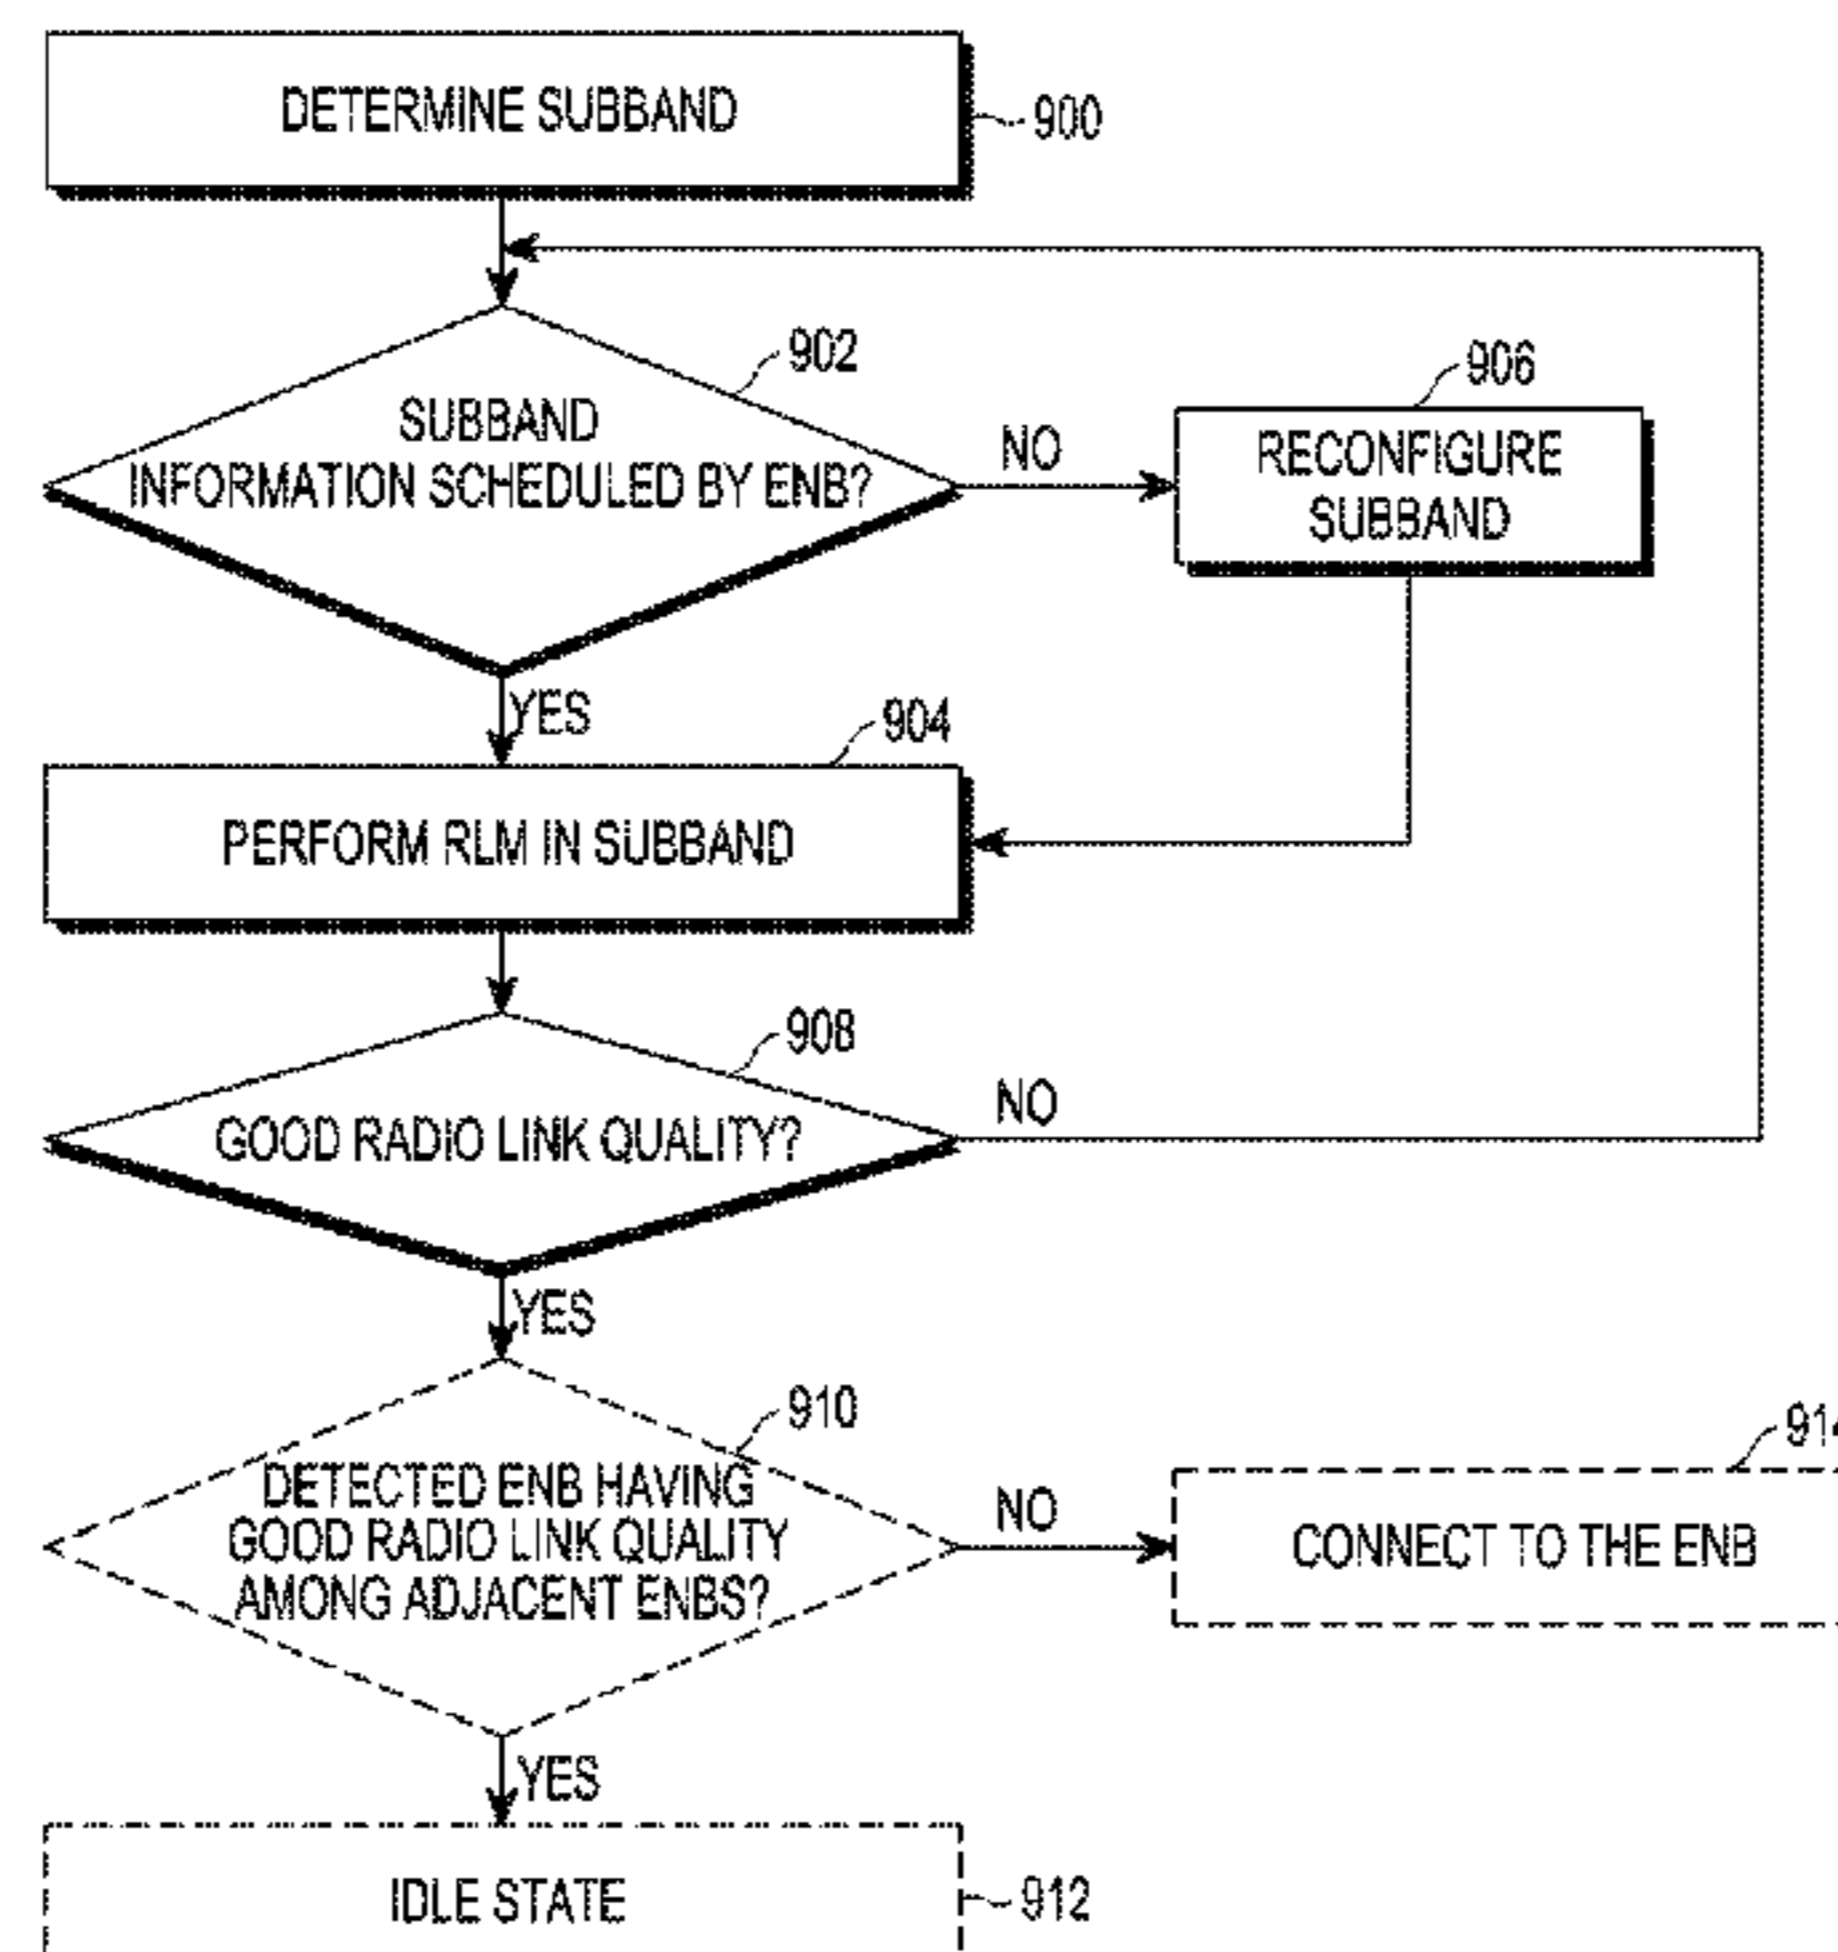 DETERMINE SUBBAND
900
902
SUBBAND
INFORMATION SCHEDULED BY ENB?
NO
906
RECONFIGURE
SUBBAND
YES
904
PERFORM RLM IN SUBBAND
908
GOOD RADIO LINK QUALITY?
NO
YES
910
DETECTED ENB HAVING
GOOD RADIO LINK QUALITY
AMONG ADJACENT ENBS?
NO
914
CONNECT TO THE ENB
YES
IDLE STATE
912